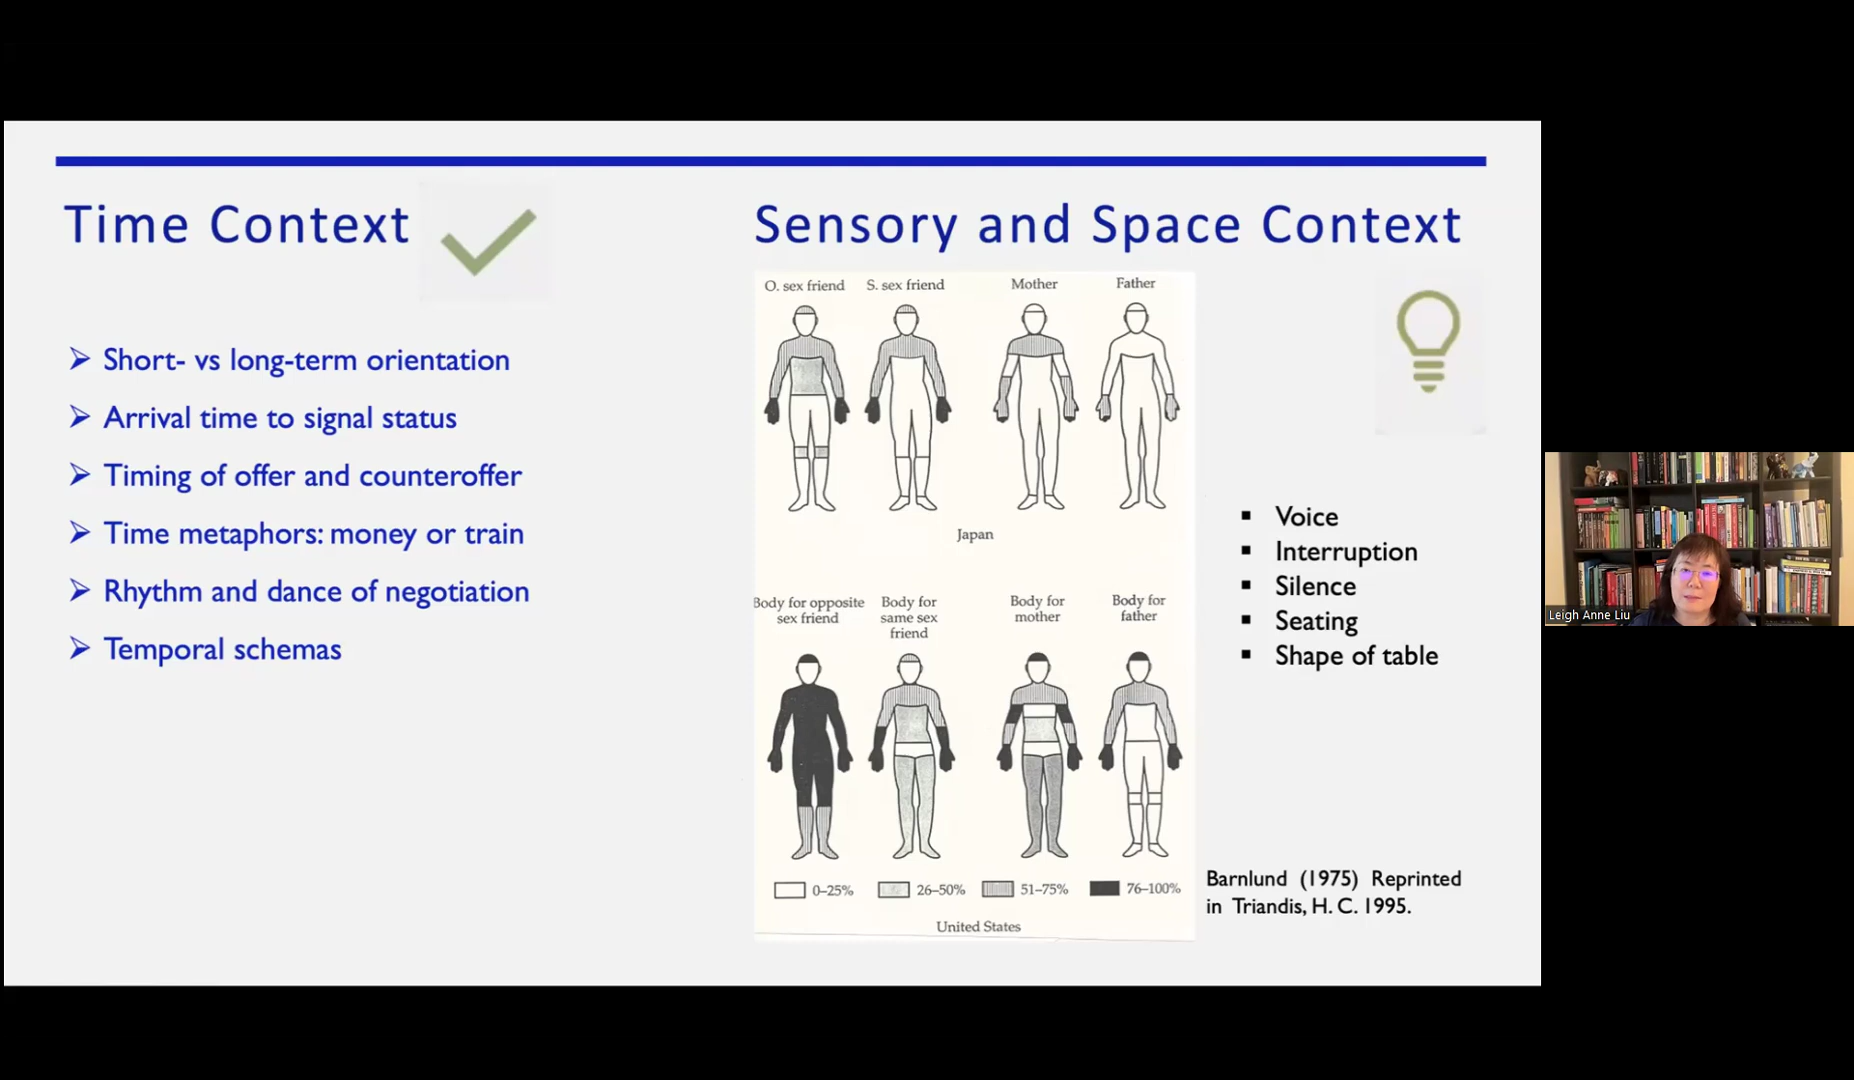 Time Context
Short- vs long-term orientation
Arrival time to signal status
Timing of offer and counteroffer
Time metaphors: money or train
Rhythm and dance of negotiation
Temporal schemas
Sensory and Space Context
O. sex friend S. sex friend Mother Father
Japan
Body for opposite
sex friend
Body for
same sex
friend
Body for
mother
Body for
father
0–25% 26–50% 51–75% 76–100%
United States
Voice
Interruption
Silence
Seating
Shape of table
Barnlund (1975) Reprinted
in Triandis, H. C. 1995.
Leigh Anne Liu